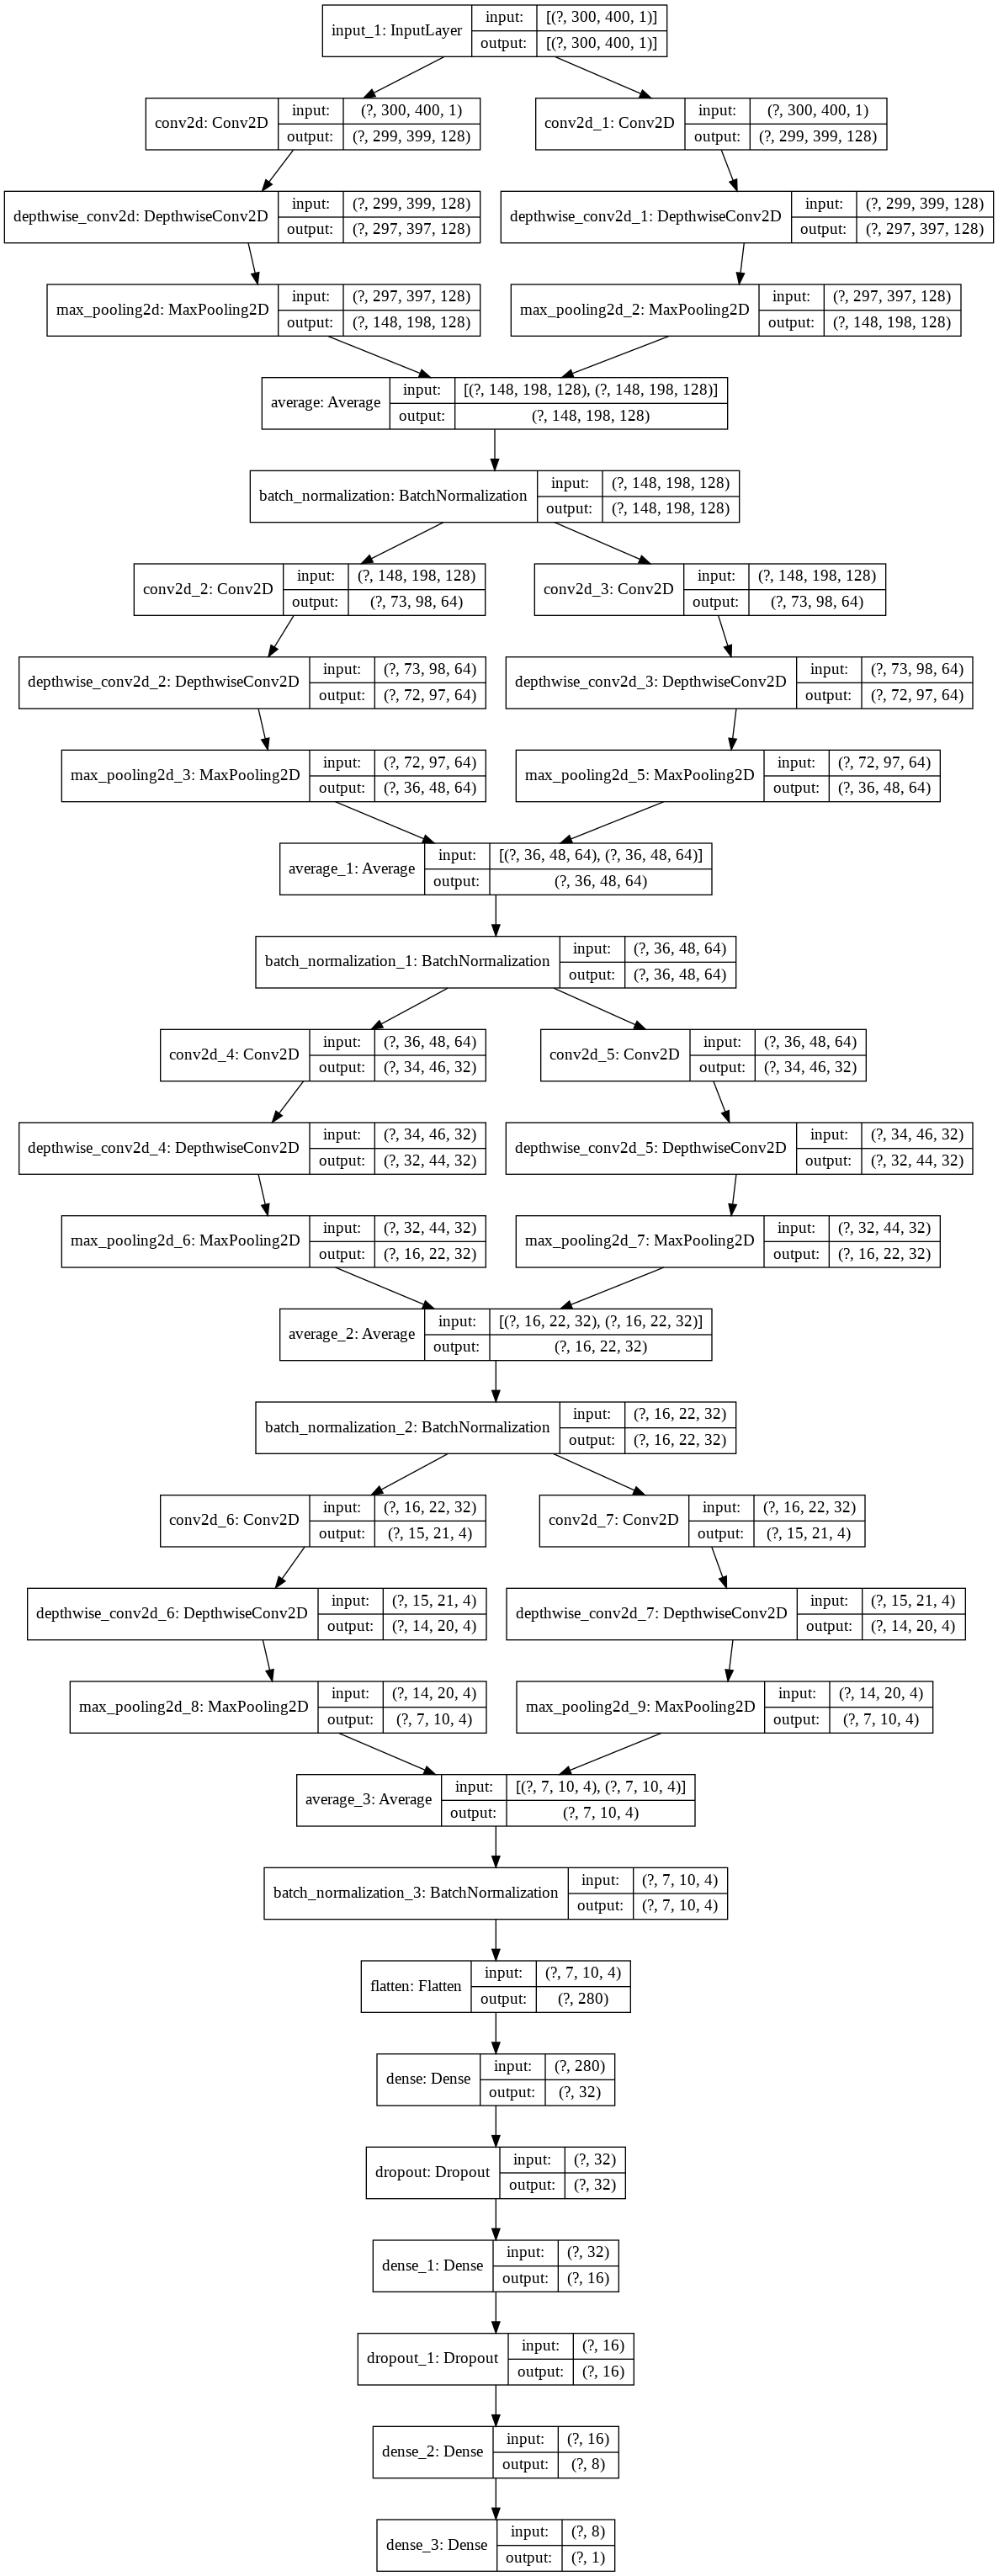 input_1: InputLayer
input: [(?, 300, 400, 1)]
output: [(?, 300, 400, 1)]
conv2d: Conv2D
input: (?, 300, 400, 1)
output: (?, 299, 399, 128)
conv2d_1: Conv2D
input: (?, 300, 400, 1)
output: (?, 299, 399, 128)
depthwise_conv2d: DepthwiseConv2D
input: (?, 299, 399, 128)
output: (?, 297, 397, 128)
depthwise_conv2d_1: DepthwiseConv2D
input: (?, 299, 399, 128)
output: (?, 297, 397, 128)
max_pooling2d: MaxPooling2D
input: (?, 297, 397, 128)
output: (?, 148, 198, 128)
max_pooling2d_2: MaxPooling2D
input: (?, 297, 397, 128)
output: (?, 148, 198, 128)
average: Average
input: [(?, 148, 198, 128), (?, 148, 198, 128)]
output: (?, 148, 198, 128)
batch_normalization: BatchNormalization
input: (?, 148, 198, 128)
output: (?, 148, 198, 128)
conv2d_2: Conv2D
input: (?, 148, 198, 128)
output: (?, 73, 98, 64)
conv2d_3: Conv2D
input: (?, 148, 198, 128)
output: (?, 73, 98, 64)
depthwise_conv2d_2: DepthwiseConv2D
input: (?, 73, 98, 64)
output: (?, 72, 97, 64)
depthwise_conv2d_3: DepthwiseConv2D
input: (?, 73, 98, 64)
output: (?, 72, 97, 64)
max_pooling2d_3: MaxPooling2D
input: (?, 72, 97, 64)
output: (?, 36, 48, 64)
max_pooling2d_5: MaxPooling2D
input: (?, 72, 97, 64)
output: (?, 36, 48, 64)
average_1: Average
input: [(?, 36, 48, 64), (?, 36, 48, 64)]
output: (?, 36, 48, 64)
batch_normalization_1: BatchNormalization
input: (?, 36, 48, 64)
output: (?, 36, 48, 64)
conv2d_4: Conv2D
input: (?, 36, 48, 64)
output: (?, 34, 46, 32)
conv2d_5: Conv2D
input: (?, 36, 48, 64)
output: (?, 34, 46, 32)
depthwise_conv2d_4: DepthwiseConv2D
input: (?, 34, 46, 32)
output: (?, 32, 44, 32)
depthwise_conv2d_5: DepthwiseConv2D
input: (?, 34, 46, 32)
output: (?, 32, 44, 32)
max_pooling2d_6: MaxPooling2D
input: (?, 32, 44, 32)
output: (?, 16, 22, 32)
max_pooling2d_7: MaxPooling2D
input: (?, 32, 44, 32)
output: (?, 16, 22, 32)
average_2: Average
input: [(?, 16, 22, 32), (?, 16, 22, 32)]
output: (?, 16, 22, 32)
batch_normalization_2: BatchNormalization
input: (?, 16, 22, 32)
output: (?, 16, 22, 32)
conv2d_6: Conv2D
input: (?, 16, 22, 32)
output: (?, 15, 21, 4)
conv2d_7: Conv2D
input: (?, 16, 22, 32)
output: (?, 15, 21, 4)
depthwise_conv2d_6: DepthwiseConv2D
input: (?, 15, 21, 4)
output: (?, 14, 20, 4)
depthwise_conv2d_7: DepthwiseConv2D
input: (?, 15, 21, 4)
output: (?, 14, 20, 4)
max_pooling2d_8: MaxPooling2D
input: (?, 14, 20, 4)
output: (?, 7, 10, 4)
max_pooling2d_9: MaxPooling2D
input: (?, 14, 20, 4)
output: (?, 7, 10, 4)
average_3: Average
input: [(?, 7, 10, 4), (?, 7, 10, 4)]
output: (?, 7, 10, 4)
batch_normalization_3: BatchNormalization
input: (?, 7, 10, 4)
output: (?, 7, 10, 4)
flatten: Flatten
input: (?, 7, 10, 4)
output: (?, 280)
dense: Dense
input: (?, 280)
output: (?, 32)
dropout: Dropout
input: (?, 32)
output: (?, 32)
dense_1: Dense
input: (?, 32)
output: (?, 16)
dropout_1: Dropout
input: (?, 16)
output: (?, 16)
dense_2: Dense
input: (?, 16)
output: (?, 8)
dense_3: Dense
input: (?, 8)
output: (?, 1)